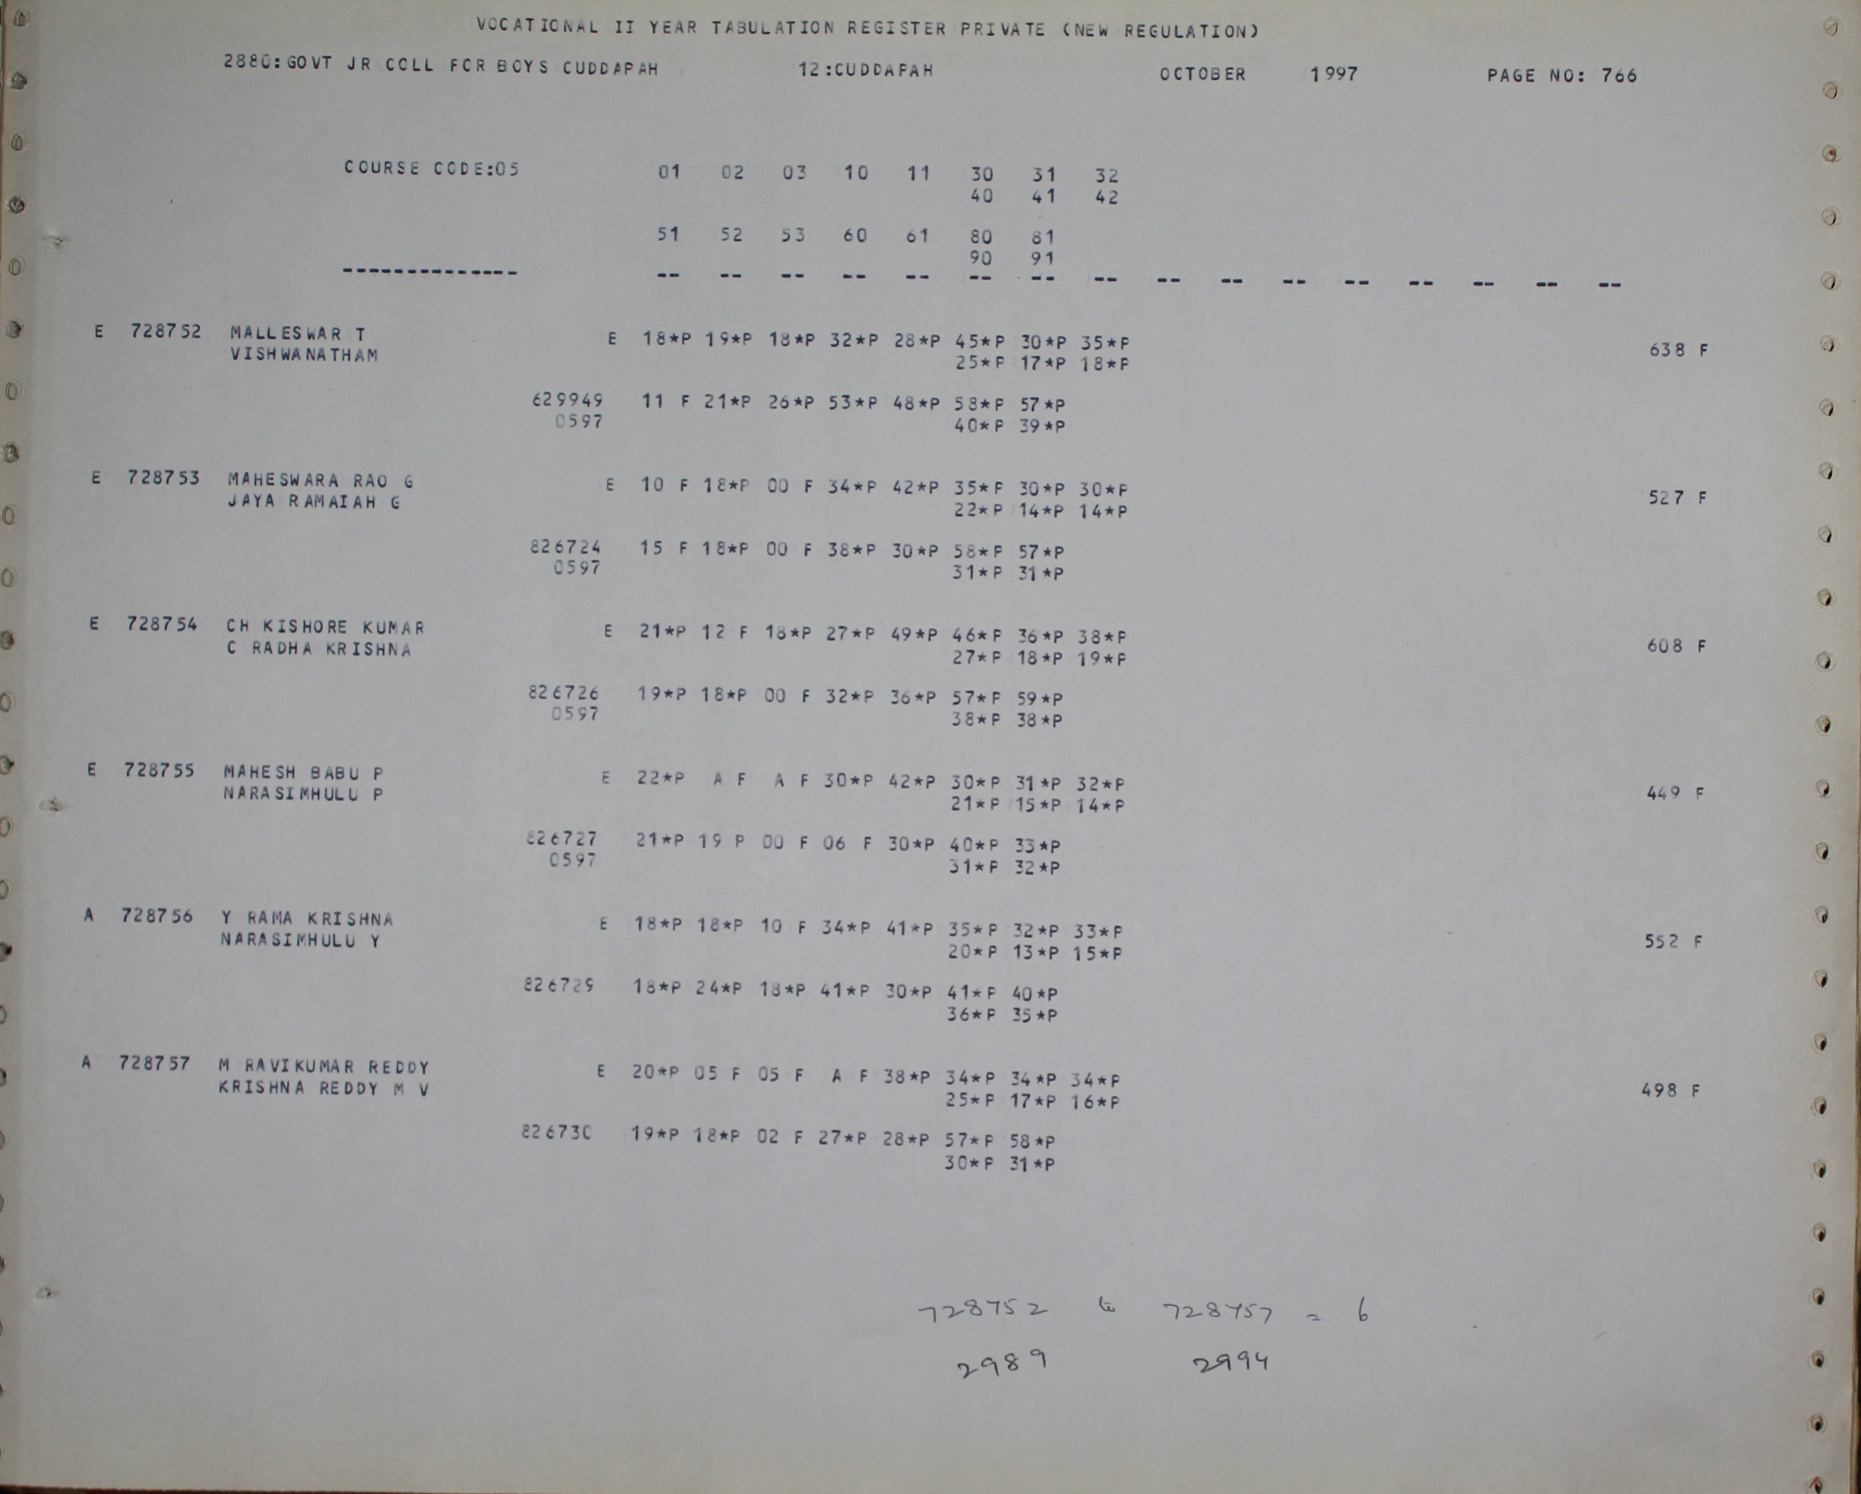 VOCATIONAL II YEAR TABULATION REGISTER PRIVATE (NEW REGULATION)
2880:GOVT JR COLL FOR BOYS CUDDAPAH 12:CUDDAPAH OCTOBER 1997 PAGE NO: 766
COURSE CODE:05 01 02 03 10 11 30 31 32
40 41 42
51 52 53 60 61 80 81
90 91
-------------- -- -- -- -- -- -- -- -- -- -- -- -- -- -- -- --
E 728752 MALLESWAR T E 18*P 19*P 18*P 32*P 28*P 45*P 30*P 35*P
VISHWANATHAM 25*P 17*P 18*P 638 F
629949 11 F 21*P 26*P 53*P 48*P 58*P 57*P
0597 40*P 39*P
E 728753 MAHESWARA RAO G E 10 F 18*P 00 F 34*P 42*P 35*P 30*P 30*P
JAYA RAMAIAH G 22*P 14*P 14*P 527 F
826724 15 F 18*P 00 F 38*P 30*P 58*P 57*P
0597 31*P 31*P
E 728754 CH KISHORE KUMAR E 21*P 12 F 18*P 27*P 49*P 46*P 36*P 38*P
C RADHA KRISHNA 27*P 18*P 19*P 608 F
826726 19*P 18*P 00 F 32*P 36*P 57*P 59*P
0597 38*P 38*P
E 728755 MAHESH BABU P E 22*P A F A F 30*P 42*P 30*P 31*P 32*P
NARASIMHULU P 21*P 15*P 14*P 449 F
826727 21*P 19 P 00 F 06 F 30*P 40*P 33*P
0597 31*P 32*P
A 728756 Y RAMA KRISHNA E 18*P 18*P 10 F 34*P 41*P 35*P 32*P 33*P
NARASIMHULU Y 20*P 13*P 15*P 552 F
826729 18*P 24*P 18*P 41*P 30*P 41*P 40*P
36*P 35*P
A 728757 M RAVIKUMAR REDDY E 20*P 05 F 05 F A F 38*P 34*P 34*P 34*P
KRISHNA REDDY M V 25*P 17*P 16*P 498 F
826730 19*P 18*P 02 F 27*P 28*P 57*P 58*P
30*P 31*P
728752 to 728757 = 6
2989 2994